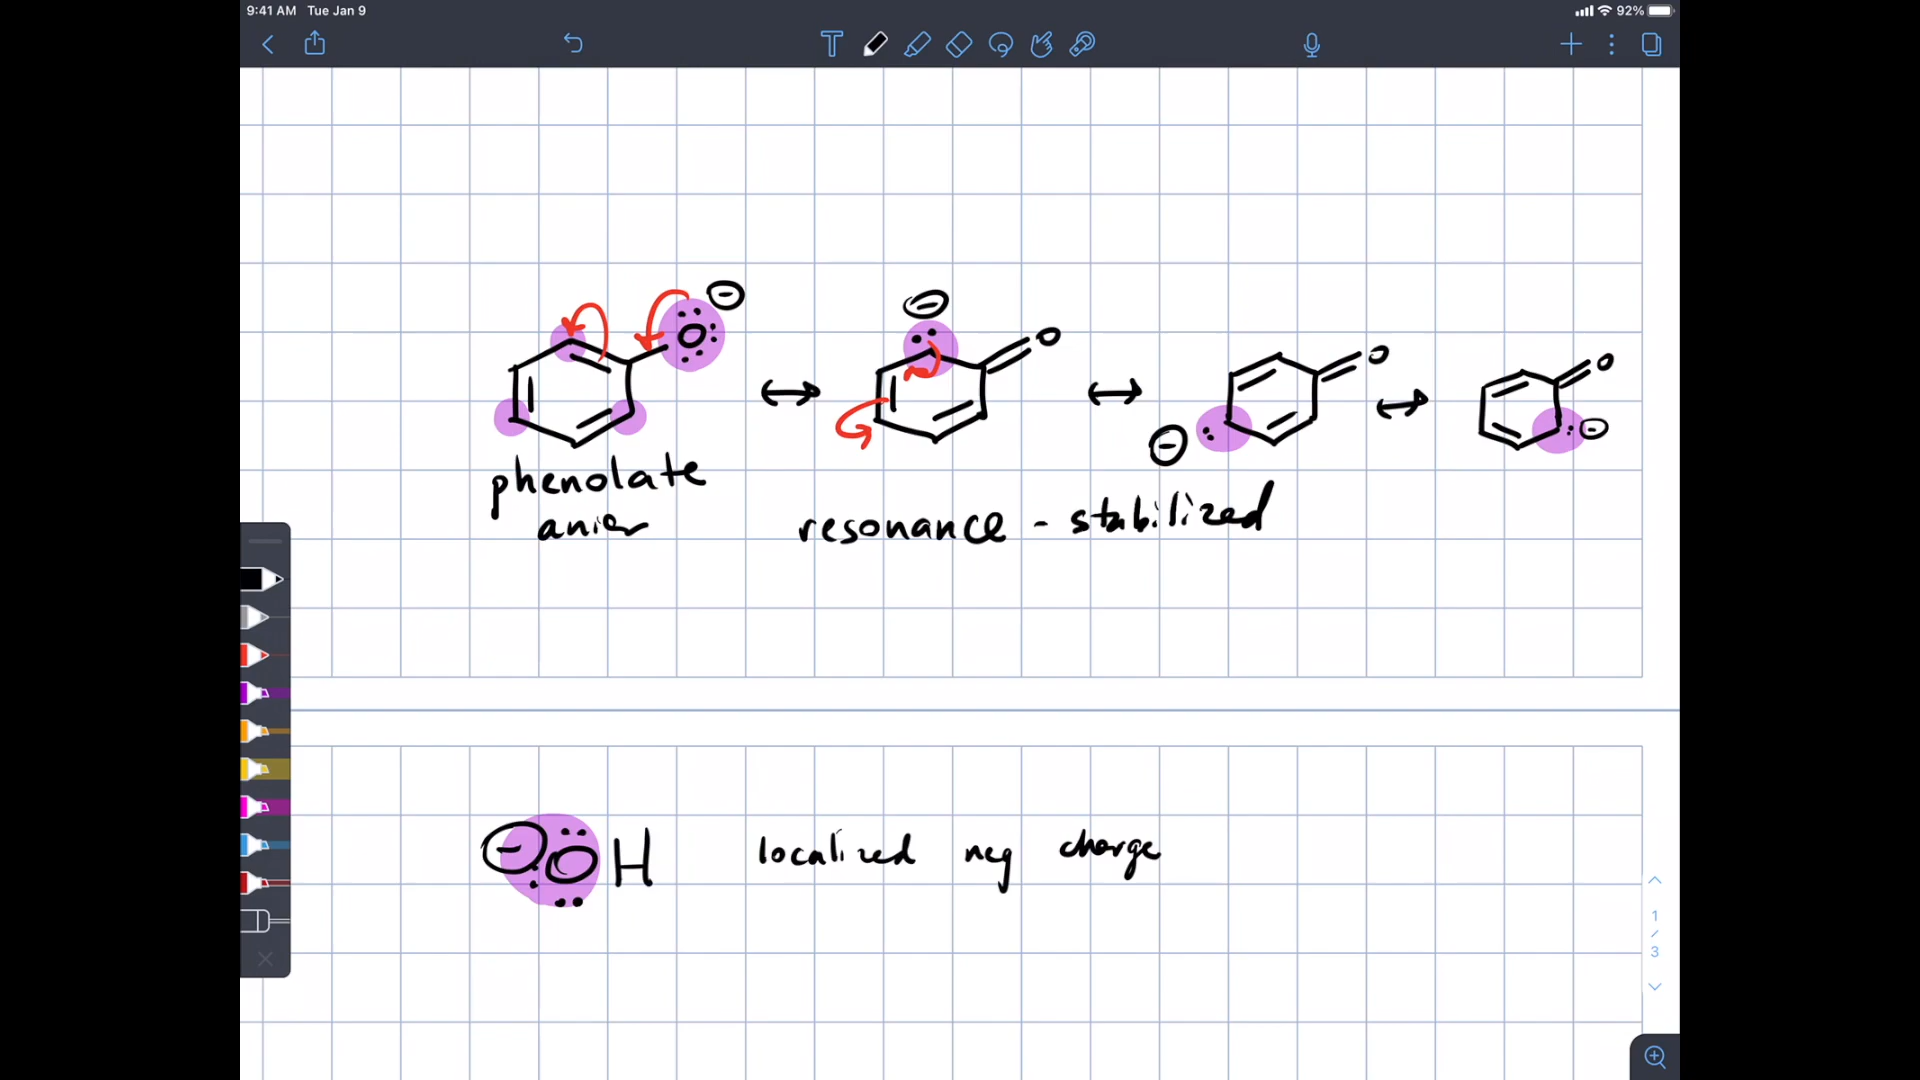 9:41 AM Tue Jan 9
92%
T
⊖
O
⊖
O
O
⊖
O
⊖
phenolate
anion
resonance - stabilized
⊖ OH localized neg charge
1
/
3